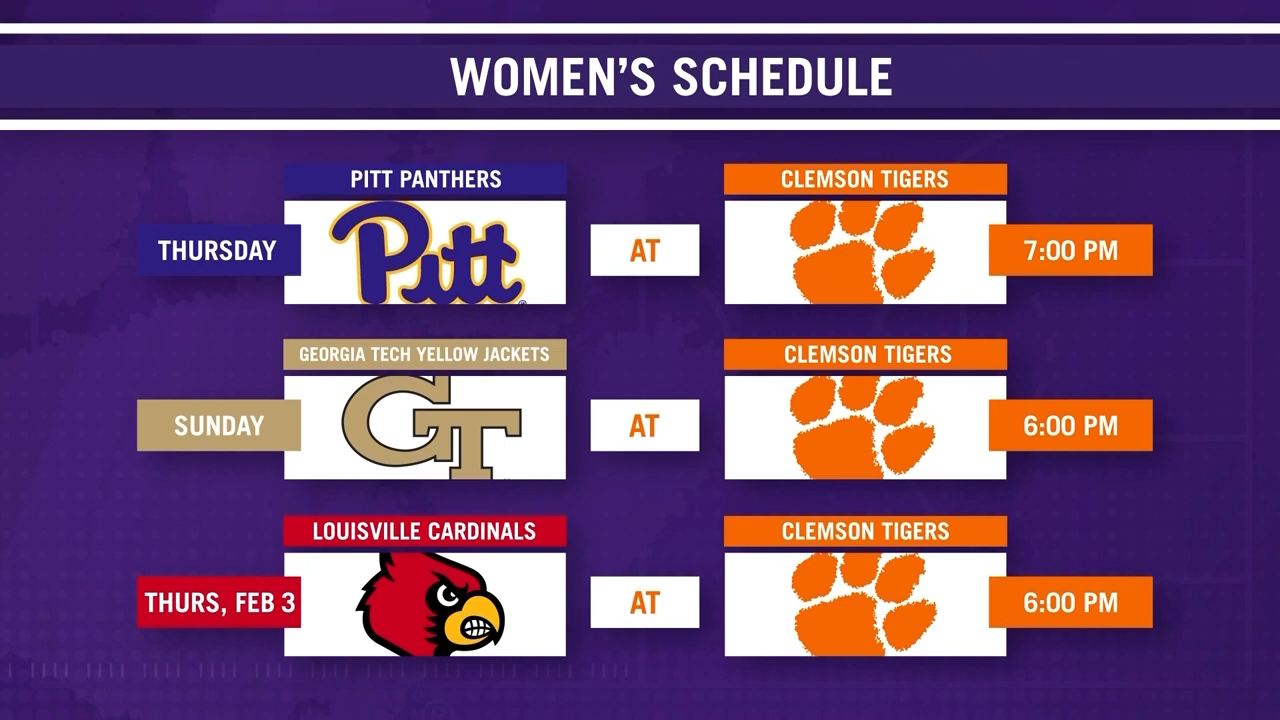 WOMEN'S SCHEDULE
PITT PANTHERS
CLEMSON TIGERS
THURSDAY
Pitt
AT
7:00 PM
GEORGIA TECH YELLOW JACKETS
CLEMSON TIGERS
SUNDAY
GT
AT
6:00 PM
LOUISVILLE CARDINALS
CLEMSON TIGERS
THURS, FEB 3
AT
6:00 PM